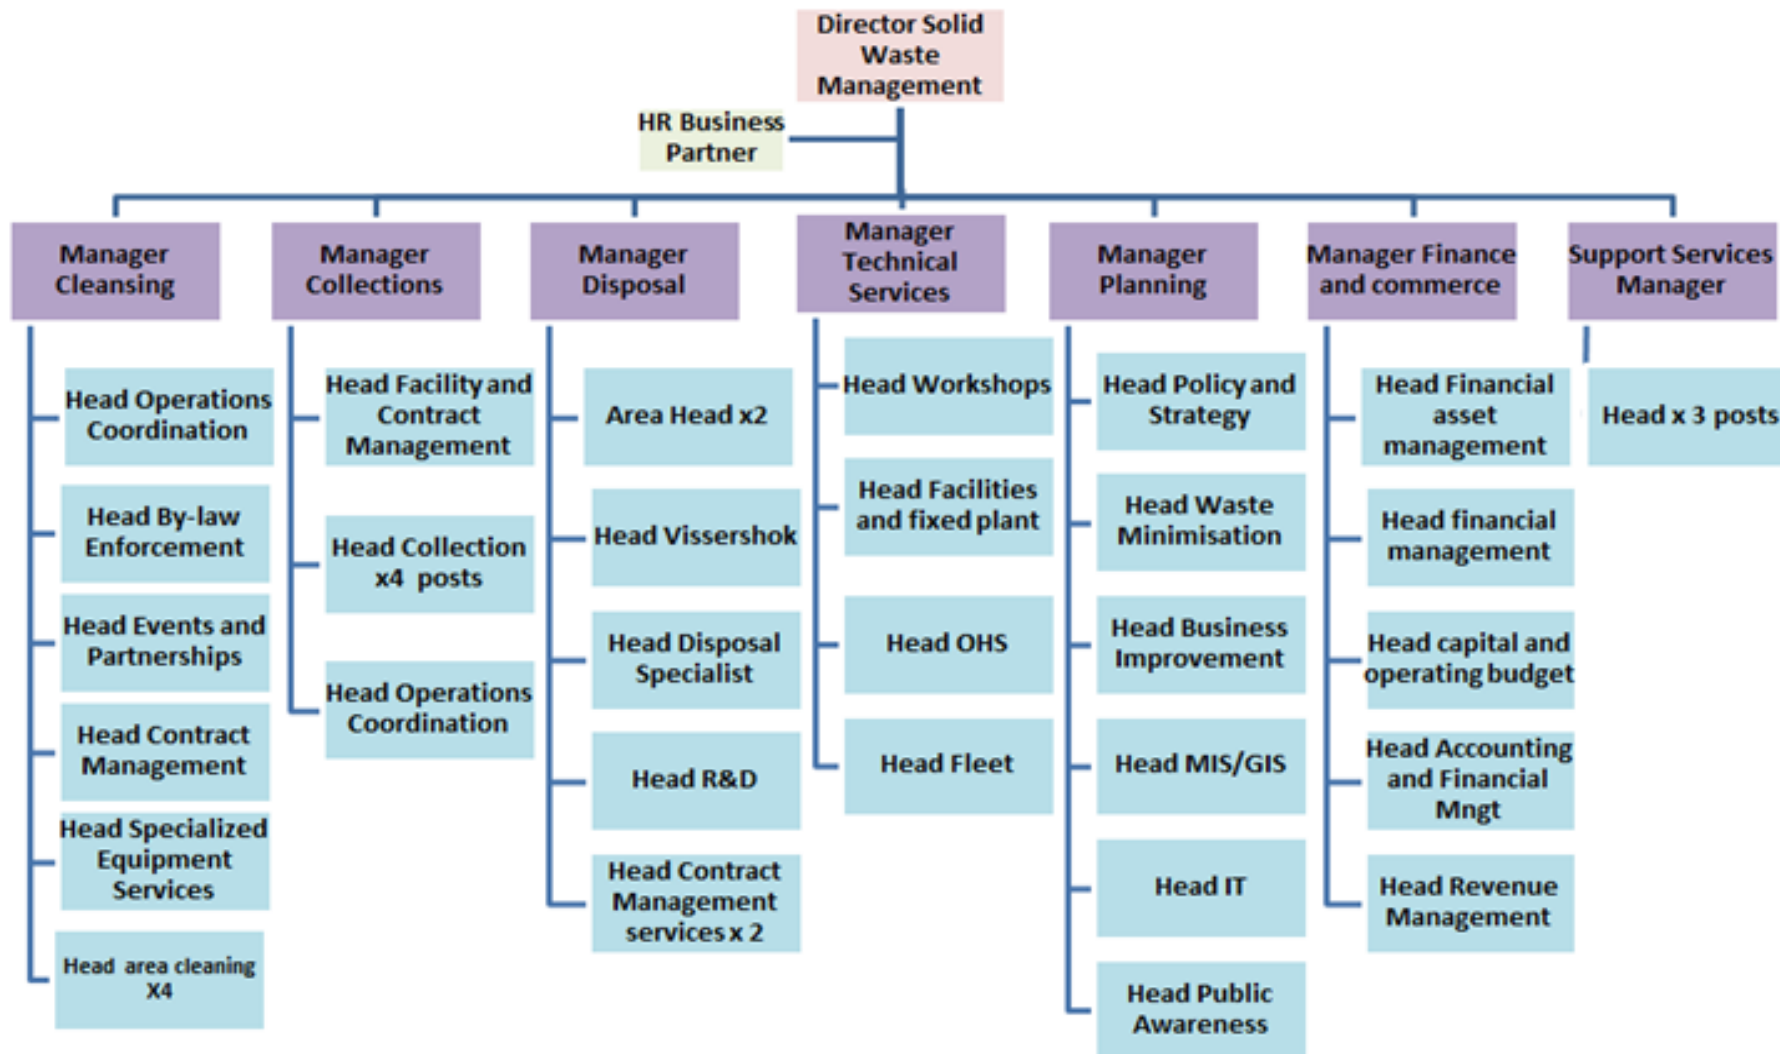 Director Solid
Waste
Management
HR Business
Partner
Manager
Cleansing
Manager
Collections
Manager
Disposal
Manager
Technical
Services
Manager
Planning
Manager Finance
and commerce
Support Services
Manager
Head Operations
Coordination
Head By-law
Enforcement
Head Events and
Partnerships
Head Contract
Management
Head Specialized
Equipment
Services
Head area cleaning
X4
Head Facility and
Contract
Management
Head Collection
x4 posts
Head Operations
Coordination
Area Head x2
Head Vissershok
Head Disposal
Specialist
Head R&D
Head Contract
Management
services x 2
Head Workshops
Head Facilities
and fixed plant
Head OHS
Head Fleet
Head Policy and
Strategy
Head Waste
Minimisation
Head Business
Improvement
Head MIS/GIS
Head IT
Head Public
Awareness
Head Financial
asset
management
Head financial
management
Head capital and
operating budget
Head Accounting
and Financial
Mngt
Head Revenue
Management
Head x 3 posts